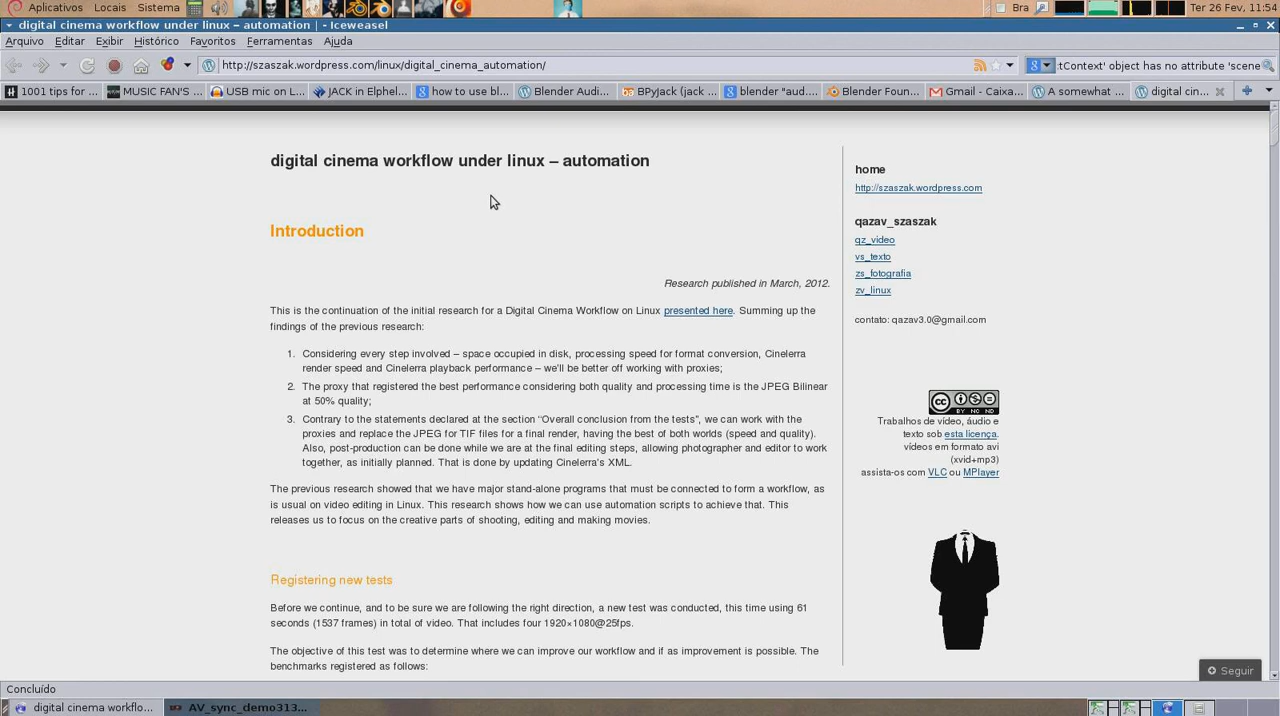 Aplicativos Locais Sistema Bra Ter 26 Fev, 11:54
digital cinema workflow under linux – automation | - Iceweasel
Arquivo Editar Exibir Histórico Favoritos Ferramentas Ajuda
http://szaszak.wordpress.com/linux/digital_cinema_automation/ :Context' object has no attribute 'scene
1001 tips for ... MUSIC FAN'S ... USB mic on L... JACK in Elphel... how to use bl... Blender Audi... BPyJack (jack ... blender "aud... Blender Foun... Gmail - Caixa... A somewhat ... digital cin...
digital cinema workflow under linux – automation
Introduction
Research published in March, 2012.
This is the continuation of the initial research for a Digital Cinema Workflow on Linux presented here. Summing up the
findings of the previous research:
1. Considering every step involved – space occupied in disk, processing speed for format conversion, Cinelerra
render speed and Cinelerra playback performance – we'll be better off working with proxies;
2. The proxy that registered the best performance considering both quality and processing time is the JPEG Bilinear
at 50% quality;
3. Contrary to the statements declared at the section “Overall conclusion from the tests”, we can work with the
proxies and replace the JPEG for TIF files for a final render, having the best of both worlds (speed and quality).
Also, post-production can be done while we are at the final editing steps, allowing photographer and editor to work
together, as initially planned. That is done by updating Cinelerra's XML.
The previous research showed that we have major stand-alone programs that must be connected to form a workflow, as
is usual on video editing in Linux. This research shows how we can use automation scripts to achieve that. This
releases us to focus on the creative parts of shooting, editing and making movies.
Registering new tests
Before we continue, and to be sure we are following the right direction, a new test was conducted, this time using 61
seconds (1537 frames) in total of video. That includes four 1920×1080@25fps.
The objective of this test was to determine where we can improve our workflow and if as improvement is possible. The
benchmarks registered as follows:
home
http://szaszak.wordpress.com
qazav_szaszak
qz_video
vs_texto
zs_fotografia
zv_linux
contato: qazav3.0@gmail.com
cc BY NC ND
Trabalhos de vídeo, áudio e
texto sob esta licença.
vídeos em formato avi
(xvid+mp3)
assista-os com VLC ou MPlayer
Seguir
Concluído
digital cinema workflo... AV_sync_demo313...